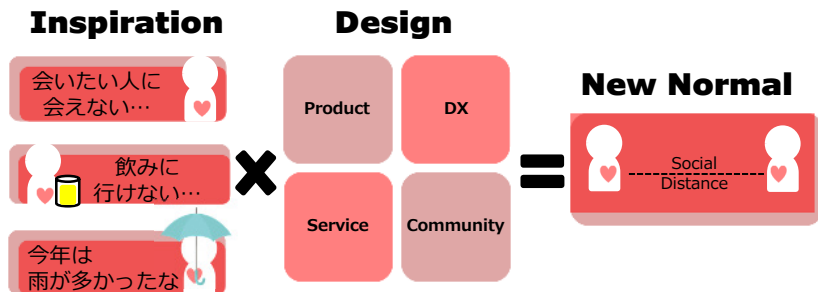 Inspiration
会いたい人に
会えない…
飲みに
行けない…
今年は
雨が多かったな
Design
Product
DX
Service
Community
New Normal
Social
Distance